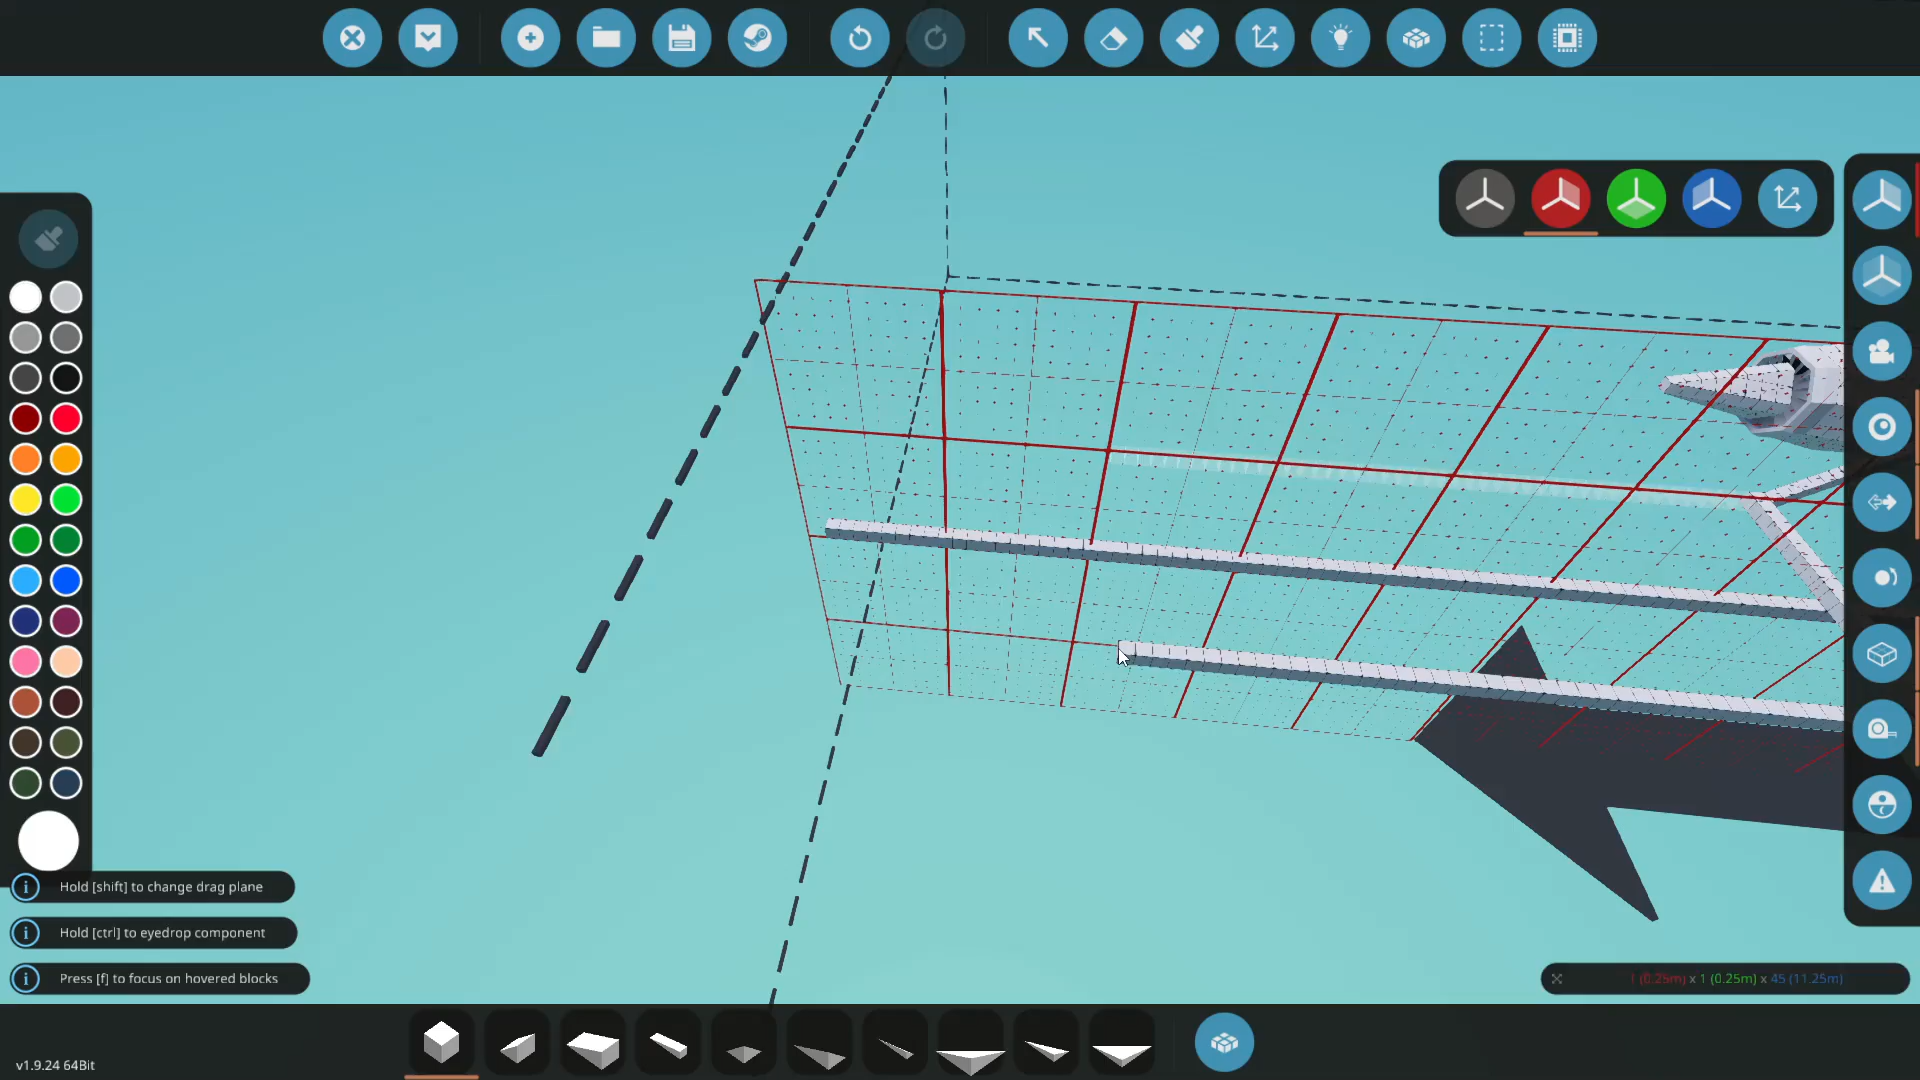 Hold [shift] to change drag plane
Hold [ctrl] to eyedrop component
Press [f] to focus on hovered blocks
1 (0.25m) x 1 (0.25m) x 45 (11.25m)
v1.9.24 64Bit